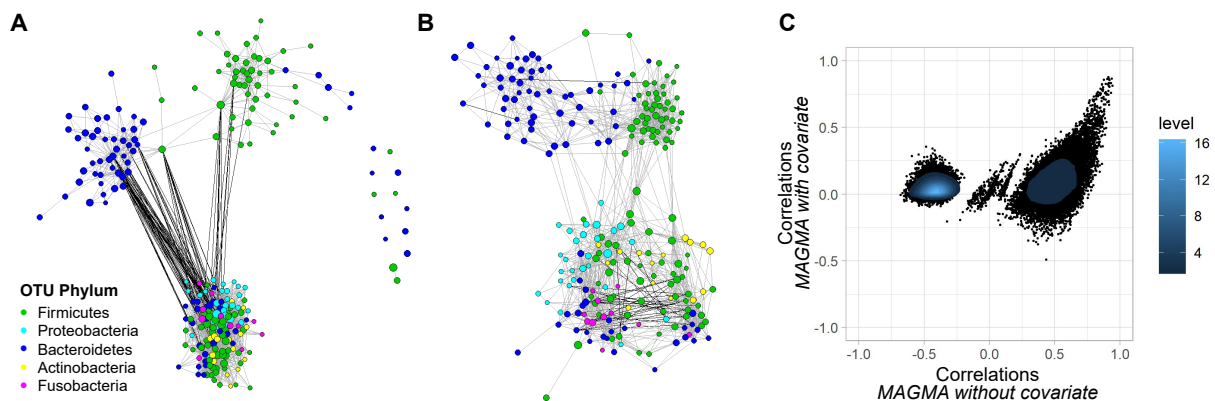 A
B
C
OTU Phylum
Firmicutes
Proteobacteria
Bacteroidetes
Actinobacteria
Fusobacteria
Correlations
MAGMA with covariate
1.0
0.5
0.0
-0.5
-1.0
-1.0 -0.5 0.0 0.5 1.0
Correlations
MAGMA without covariate
level
16
12
8
4